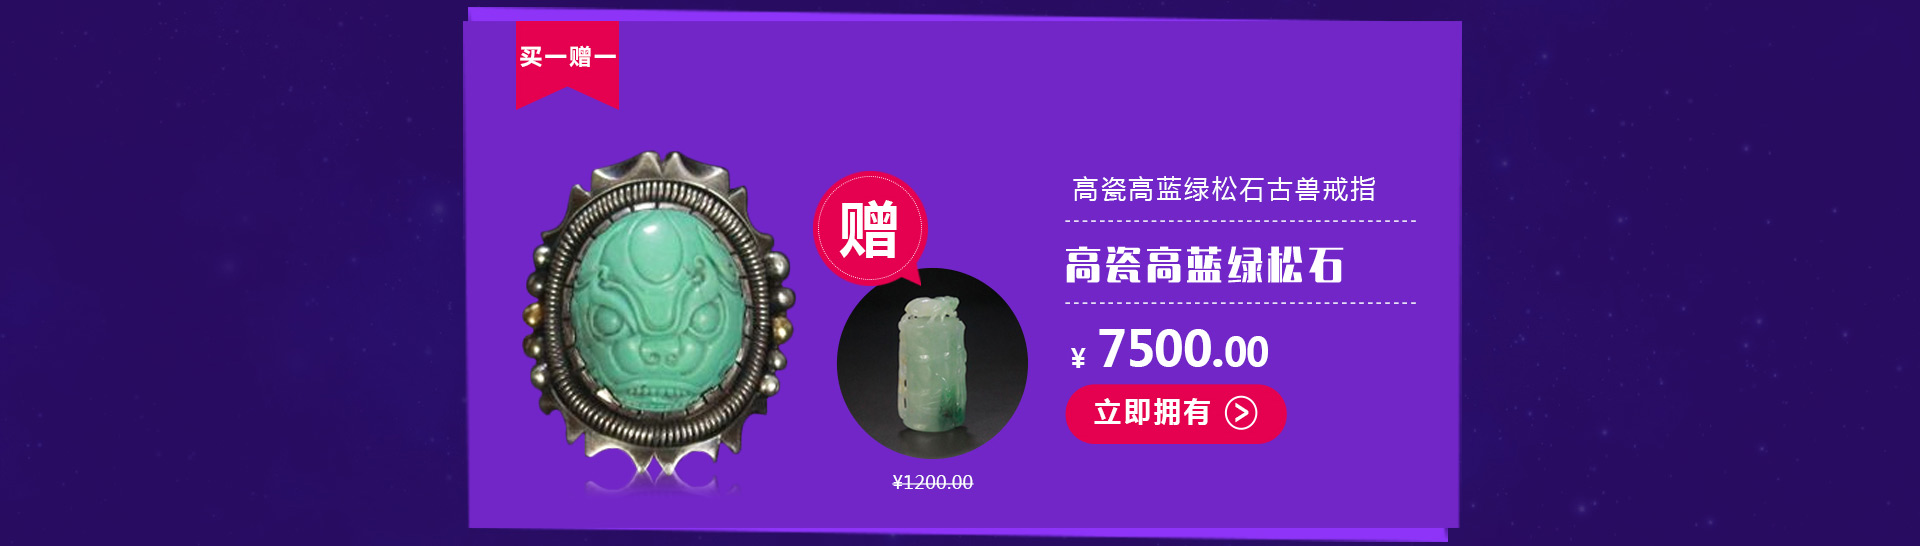 买一赠一
赠
¥1200.00
高瓷高蓝绿松石古兽戒指
高瓷高蓝绿松石
¥ 7500.00
立即拥有